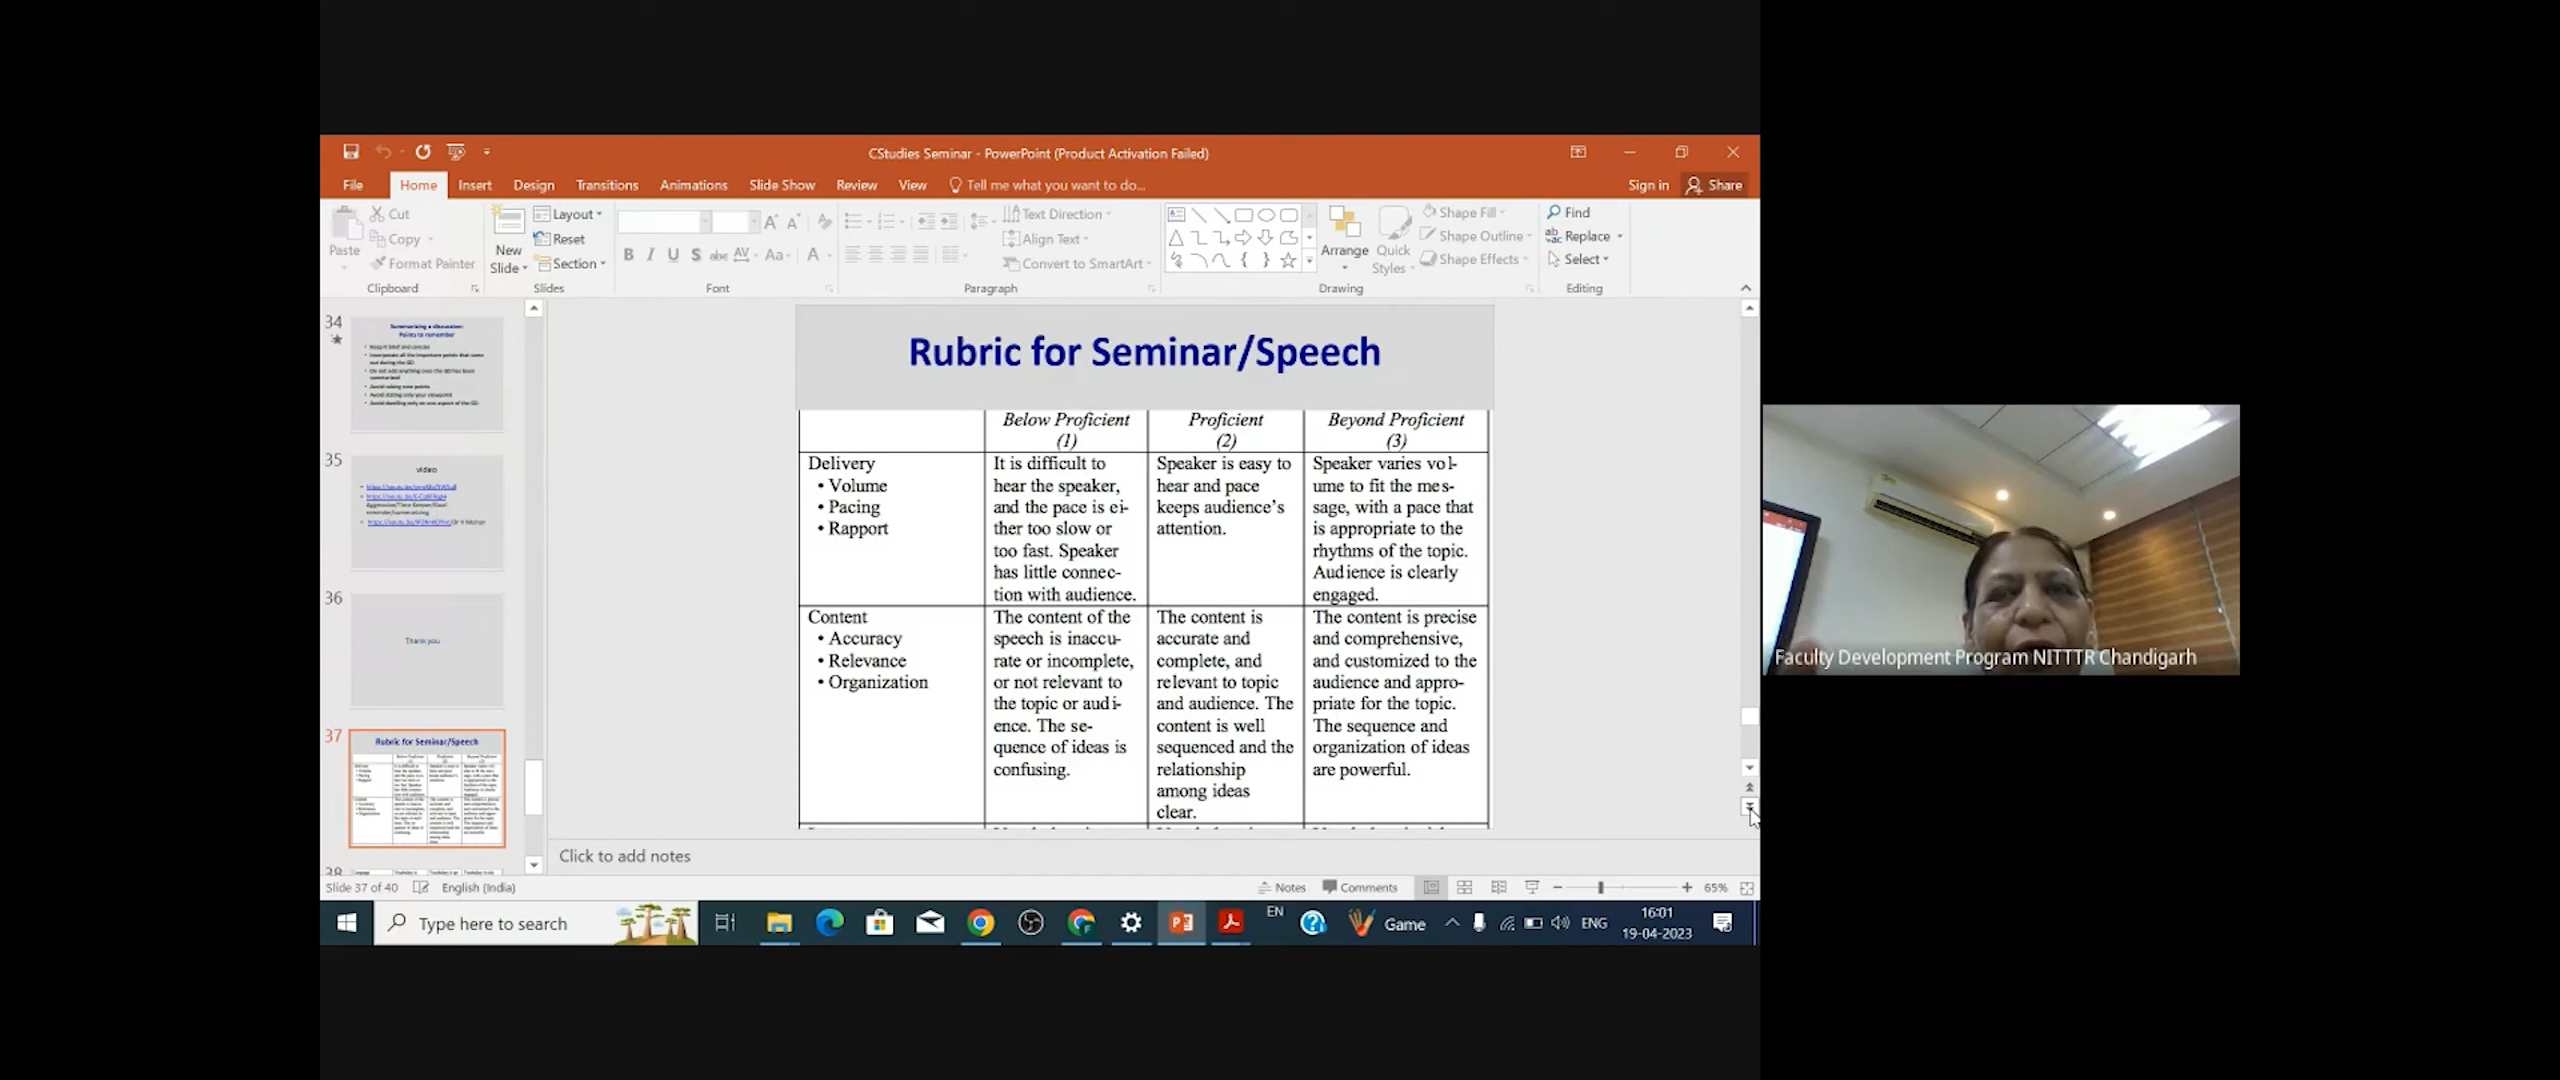 CStudies Seminar - PowerPoint (Product Activation Failed)
File Home Insert Design Transitions Animations Slide Show Review View Tell me what you want to do... Sign in Share
Paste
Cut
Copy
Format Painter
Clipboard
New Slide
Layout
Reset
Section
Slides
B I U S abc AV Aa A
Font
Text Direction
Align Text
Convert to SmartArt
Paragraph
Arrange
Quick Styles
Shape Fill
Shape Outline
Shape Effects
Drawing
Find
Replace
Select
Editing
34
Summarising a discussion:
Points to remember
35
video
36
Thank you
37
Rubric for Seminar/Speech
38
Rubric for Seminar/Speech
Below Proficient
(1)
Proficient
(2)
Beyond Proficient
(3)
Delivery
• Volume
• Pacing
• Rapport
It is difficult to
hear the speaker,
and the pace is ei-
ther too slow or
too fast. Speaker
has little connec-
tion with audience.
Speaker is easy to
hear and pace
keeps audience's
attention.
Speaker varies vol-
ume to fit the mes-
sage, with a pace that
is appropriate to the
rhythms of the topic.
Audience is clearly
engaged.
Content
• Accuracy
• Relevance
• Organization
The content of the
speech is inaccu-
rate or incomplete,
or not relevant to
the topic or audi-
ence. The se-
quence of ideas is
confusing.
The content is
accurate and
complete, and
relevant to topic
and audience. The
content is well
sequenced and the
relationship
among ideas
clear.
The content is precise
and comprehensive,
and customized to the
audience and appro-
priate for the topic.
The sequence and
organization of ideas
are powerful.
Click to add notes
Slide 37 of 40 English (India) Notes Comments 65%
Type here to search
EN
Game
ENG
16:01
19-04-2023
Faculty Development Program NITTTR Chandigarh